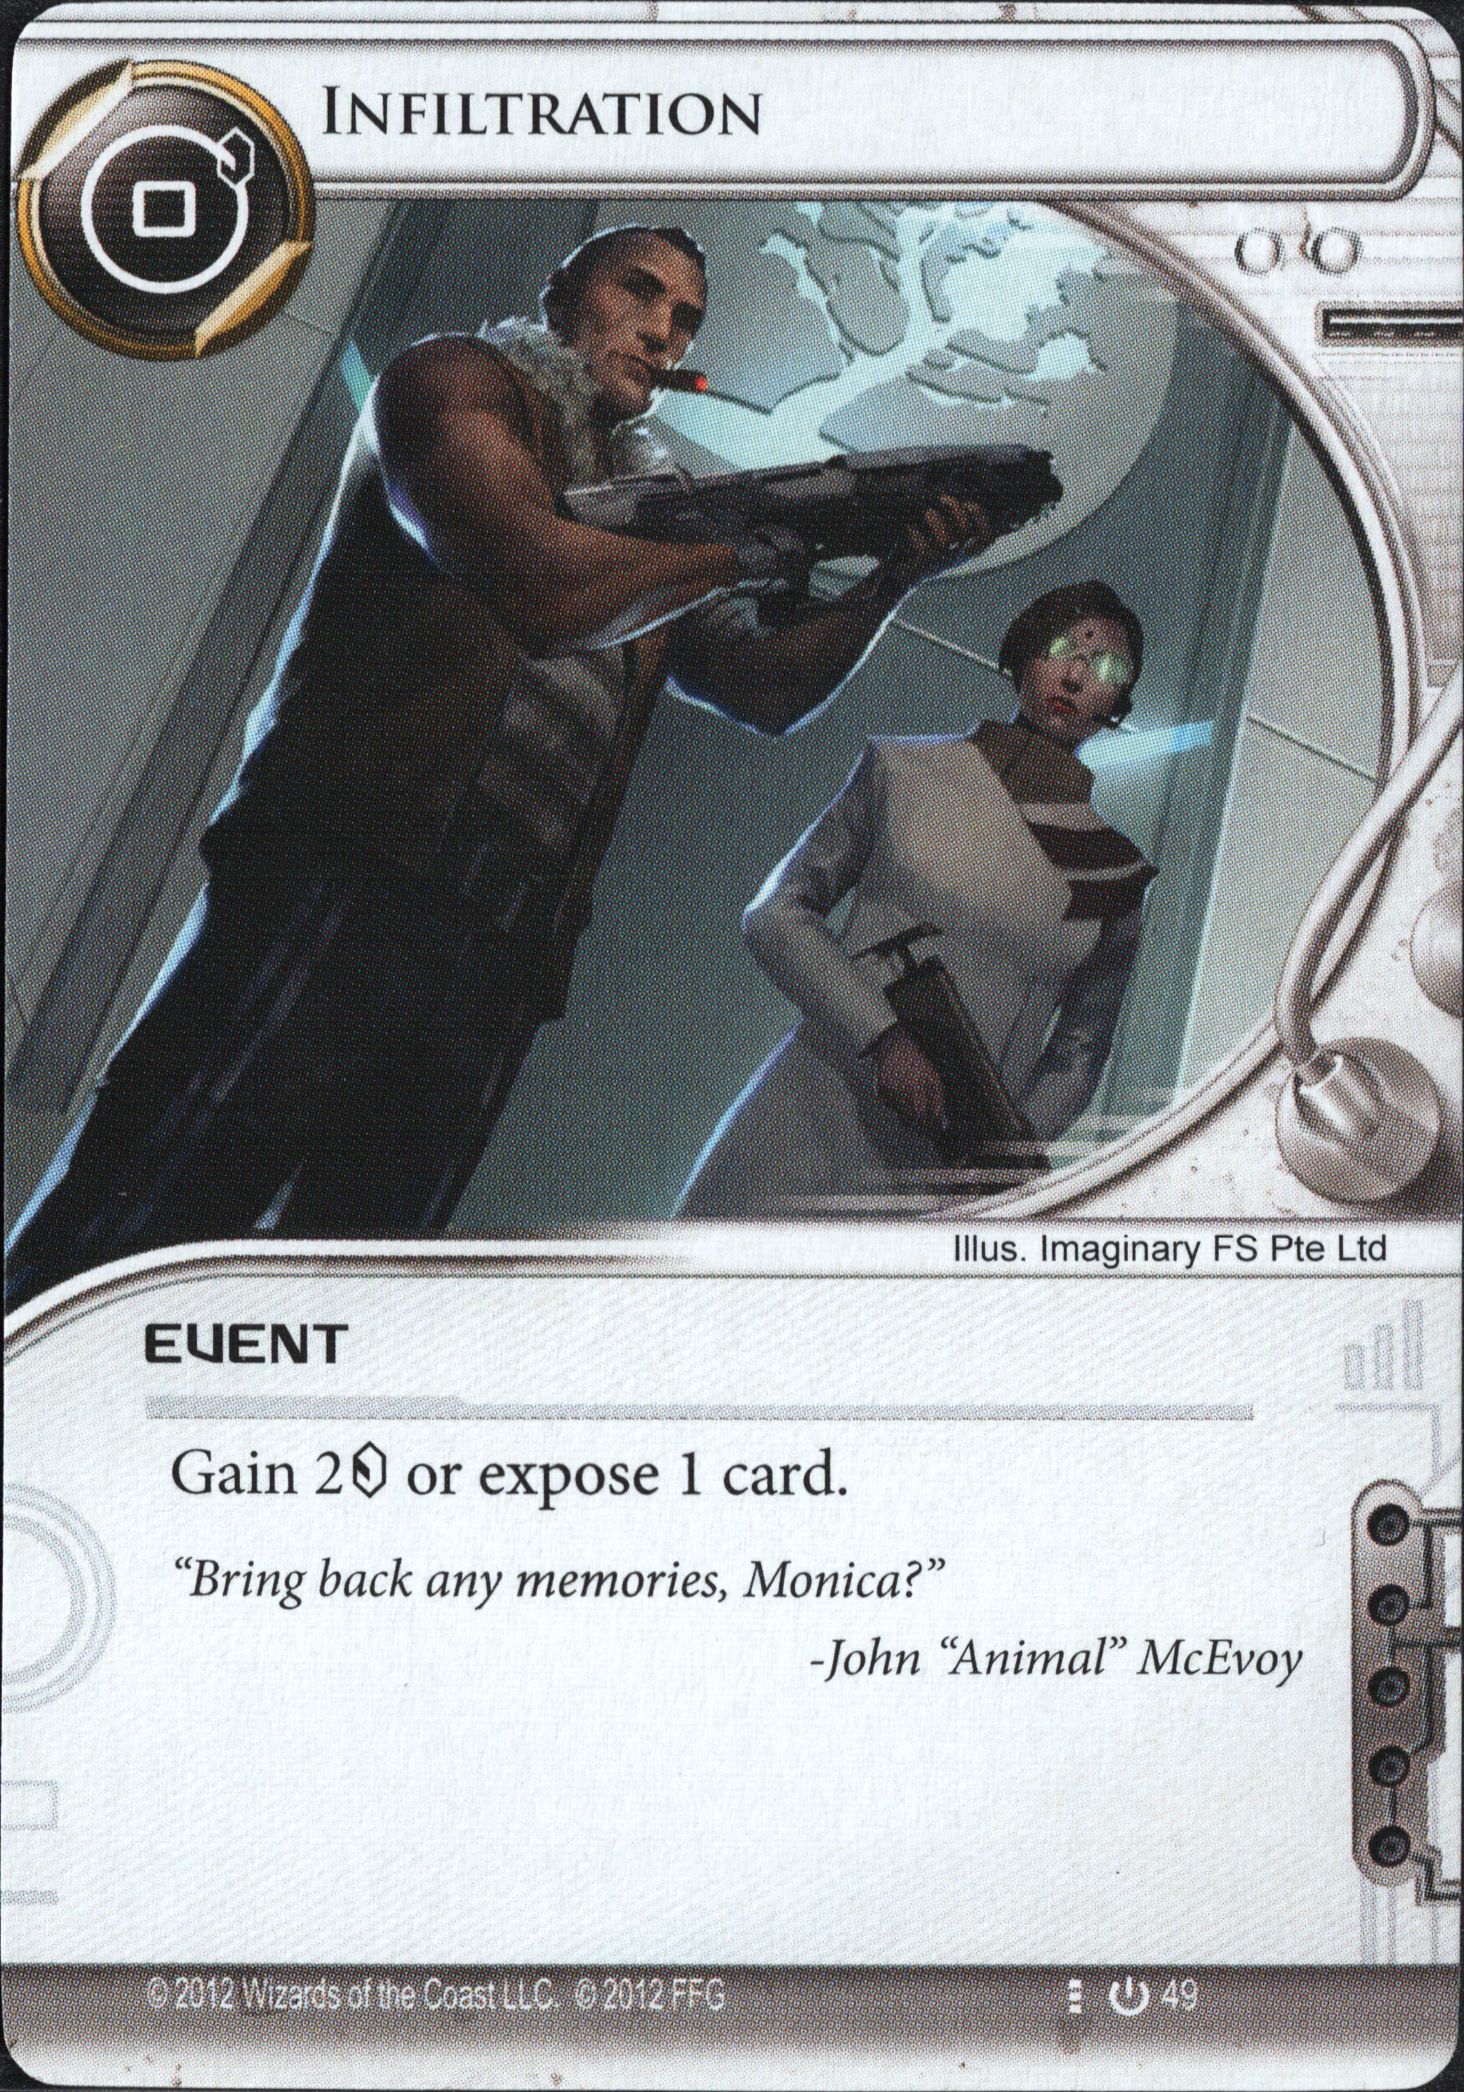 INFILTRATION
0
Illus. Imaginary FS Pte Ltd
EVENT
Gain 2 or expose 1 card.
“Bring back any memories, Monica?”
-John “Animal” McEvoy
© 2012 Wizards of the Coast LLC. © 2012 FFG
49